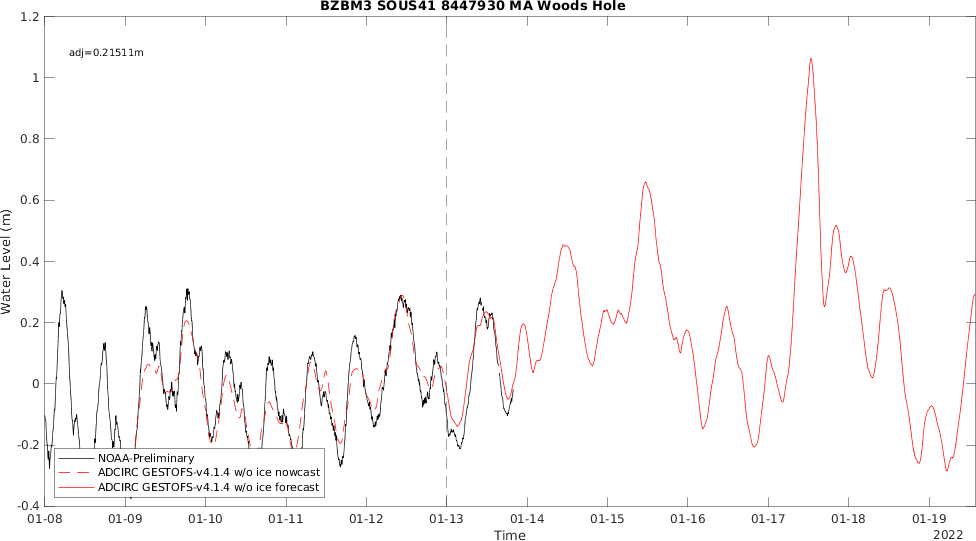 BZBM3 SOUS41 8447930 MA Woods Hole
adj=0.21511m
1.2
1
0.8
0.6
0.4
0.2
0
-0.2
-0.4
Water Level (m)
NOAA-Preliminary
ADCIRC GESTOFS-v4.1.4 w/o ice nowcast
ADCIRC GESTOFS-v4.1.4 w/o ice forecast
01-08 01-09 01-10 01-11 01-12 01-13 01-14 01-15 01-16 01-17 01-18 01-19
Time
2022